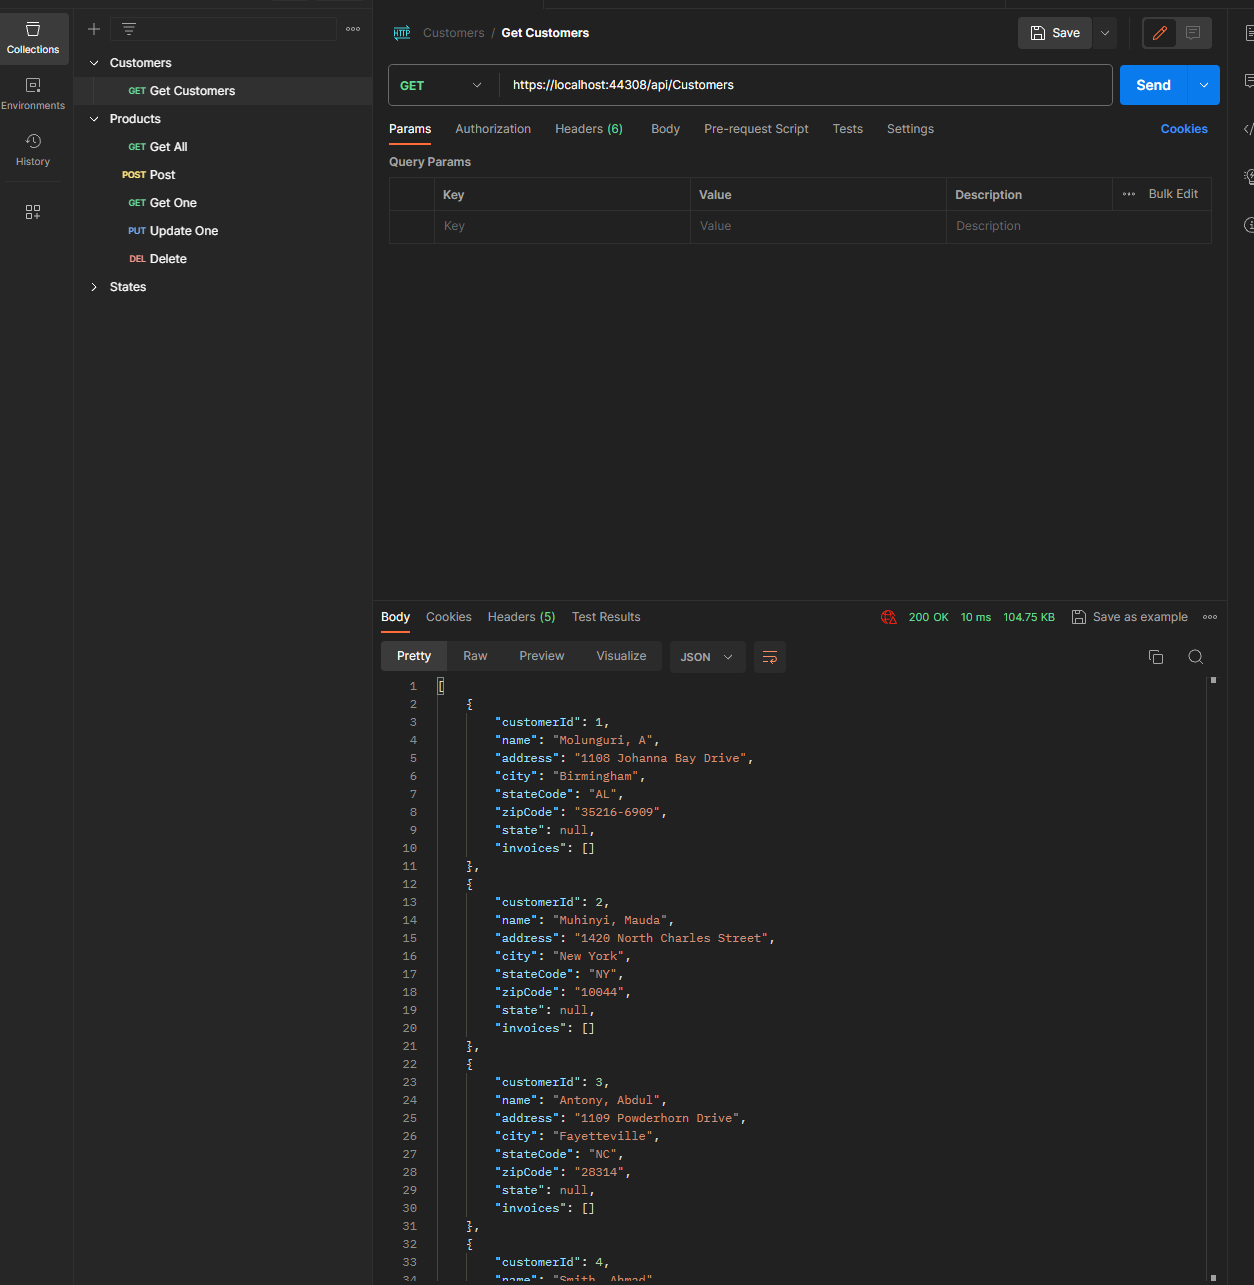 Collections
Environments
History
Customers
GET Get Customers
Products
GET Get All
POST Post
GET Get One
PUT Update One
DEL Delete
States
HTTP Customers / Get Customers
Save
GET https://localhost:44308/api/Customers
Send
Params Authorization Headers (6) Body Pre-request Script Tests Settings Cookies
Query Params
Key Value Description Bulk Edit
Key Value Description
Body Cookies Headers (5) Test Results 200 OK 10 ms 104.75 KB Save as example
Pretty Raw Preview Visualize JSON
1 [
2 {
3 "customerId": 1,
4 "name": "Molunguri, A",
5 "address": "1108 Johanna Bay Drive",
6 "city": "Birmingham",
7 "stateCode": "AL",
8 "zipCode": "35216-6909",
9 "state": null,
10 "invoices": []
11 },
12 {
13 "customerId": 2,
14 "name": "Muhinyi, Mauda",
15 "address": "1420 North Charles Street",
16 "city": "New York",
17 "stateCode": "NY",
18 "zipCode": "10044",
19 "state": null,
20 "invoices": []
21 },
22 {
23 "customerId": 3,
24 "name": "Antony, Abdul",
25 "address": "1109 Powderhorn Drive",
26 "city": "Fayetteville",
27 "stateCode": "NC",
28 "zipCode": "28314",
29 "state": null,
30 "invoices": []
31 },
32 {
33 "customerId": 4,
34 "name": "Smith, Ahmad"